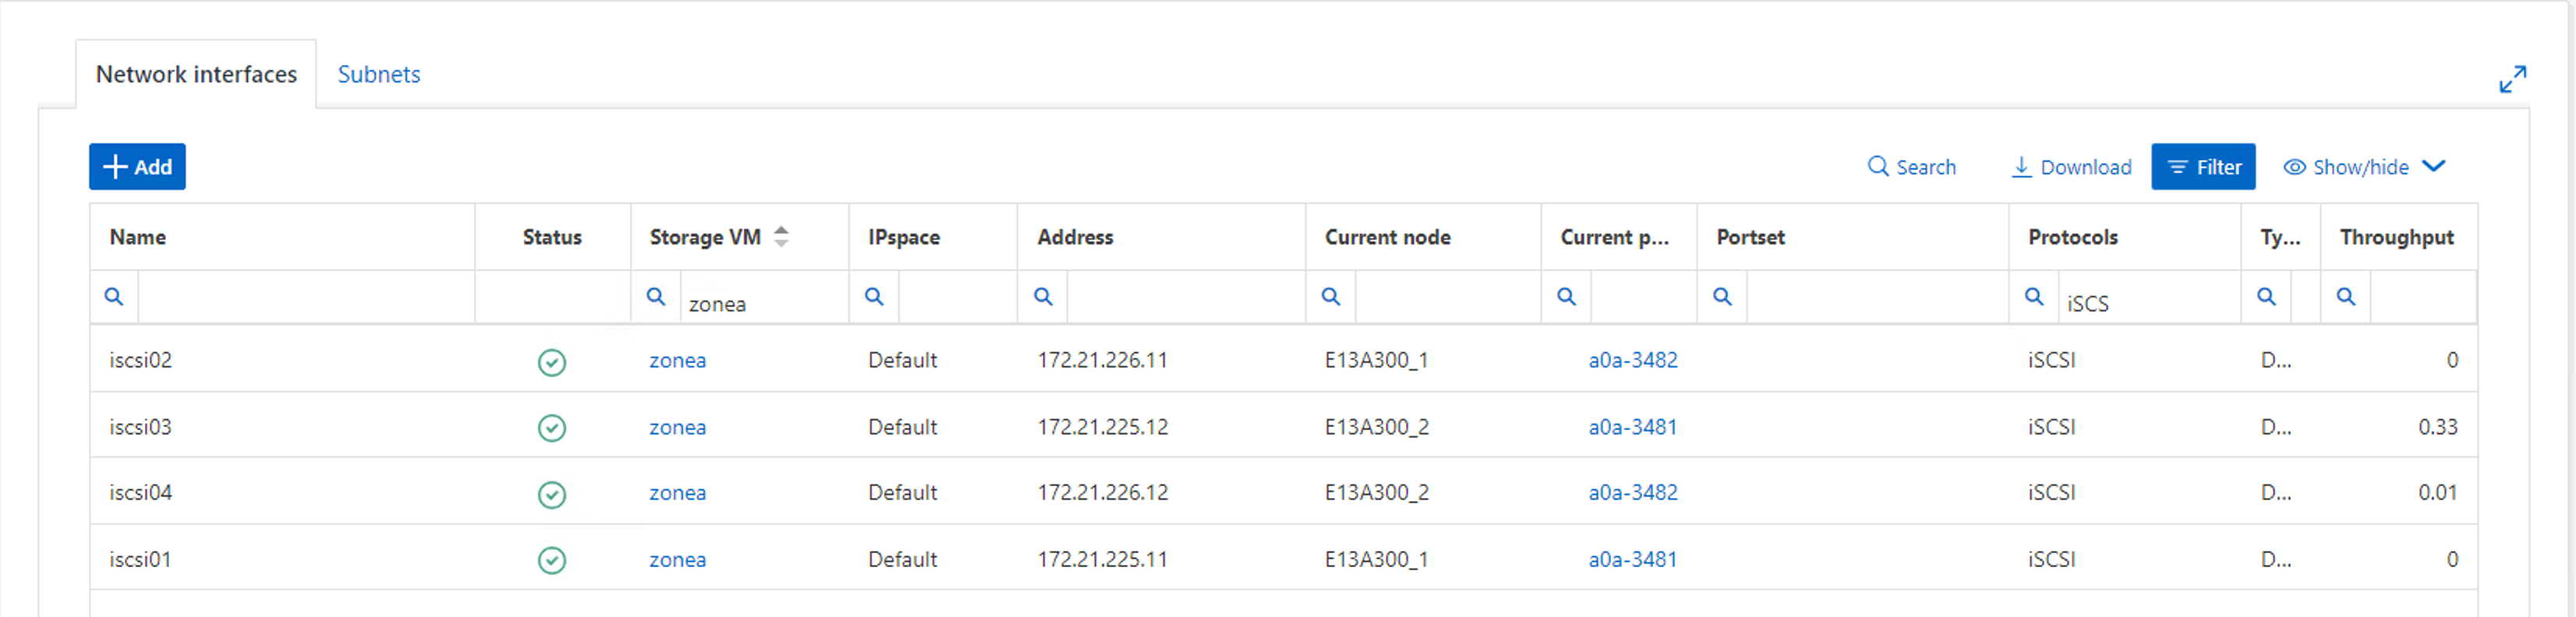 Network interfaces Subnets
Add Search Download Filter Show/hide
Name Status Storage VM IPspace Address Current node Current p... Portset Protocols Ty... Throughput
zonea iSCS
iscsi02 zonea Default 172.21.226.11 E13A300_1 a0a-3482 iSCSI D... 0
iscsi03 zonea Default 172.21.225.12 E13A300_2 a0a-3481 iSCSI D... 0.33
iscsi04 zonea Default 172.21.226.12 E13A300_2 a0a-3482 iSCSI D... 0.01
iscsi01 zonea Default 172.21.225.11 E13A300_1 a0a-3481 iSCSI D... 0